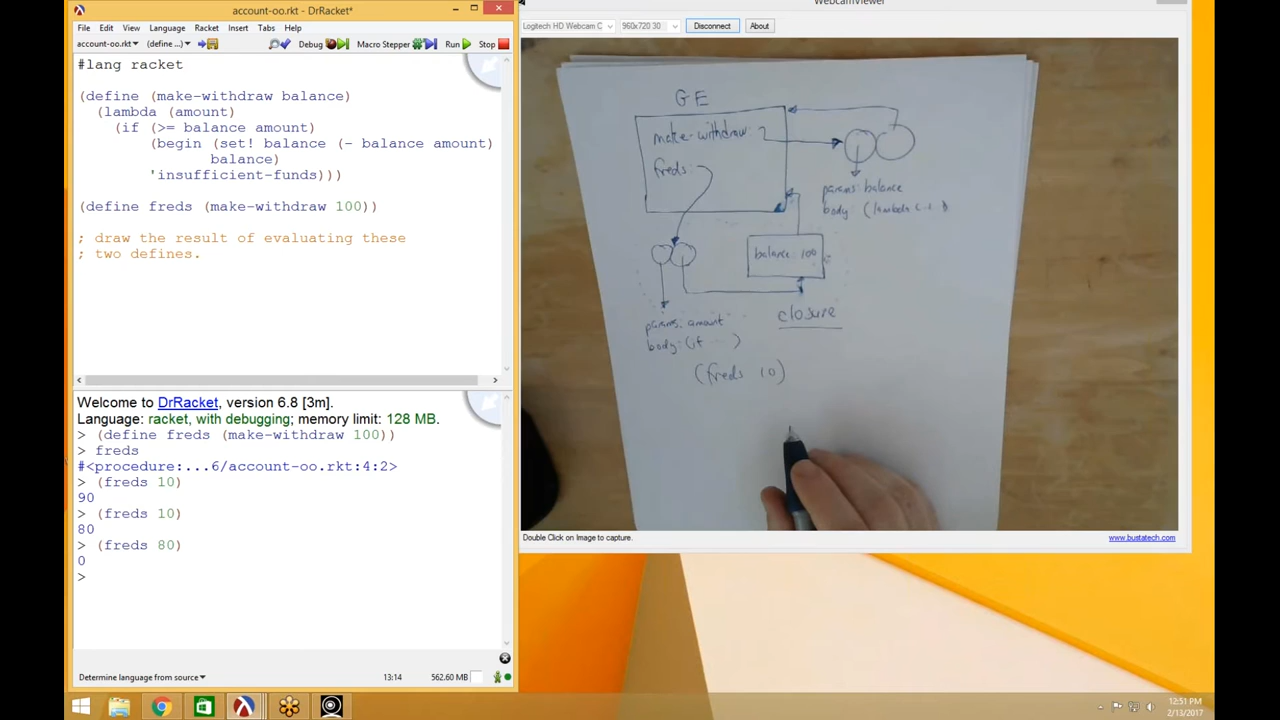 account-oo.rkt - DrRacket*
File Edit View Language Racket Insert Tabs Help
account-oo.rkt (define ...) Debug Macro Stepper Run Stop
#lang racket
(define (make-withdraw balance)
(lambda (amount)
(if (>= balance amount)
(begin (set! balance (- balance amount)
balance)
'insufficient-funds)))
(define freds (make-withdraw 100))
; draw the result of evaluating these
; two defines.
Welcome to DrRacket, version 6.8 [3m].
Language: racket, with debugging; memory limit: 128 MB.
> (define freds (make-withdraw 100))
> freds
#<procedure:...6/account-oo.rkt:4:2>
> (freds 10)
90
> (freds 10)
80
> (freds 80)
0
>
Determine language from source 13:14 562.60 MB
WebcamViewer
Logitech HD Webcam C 960x720 30 Disconnect About
GE
make-withdraw:
freds:
params: balance
body (lambda
balance: 100
params: amount
body: (if ... )
closure
(freds 10)
Double Click on Image to capture. www.bustatech.com
12:51 PM
2/13/2017